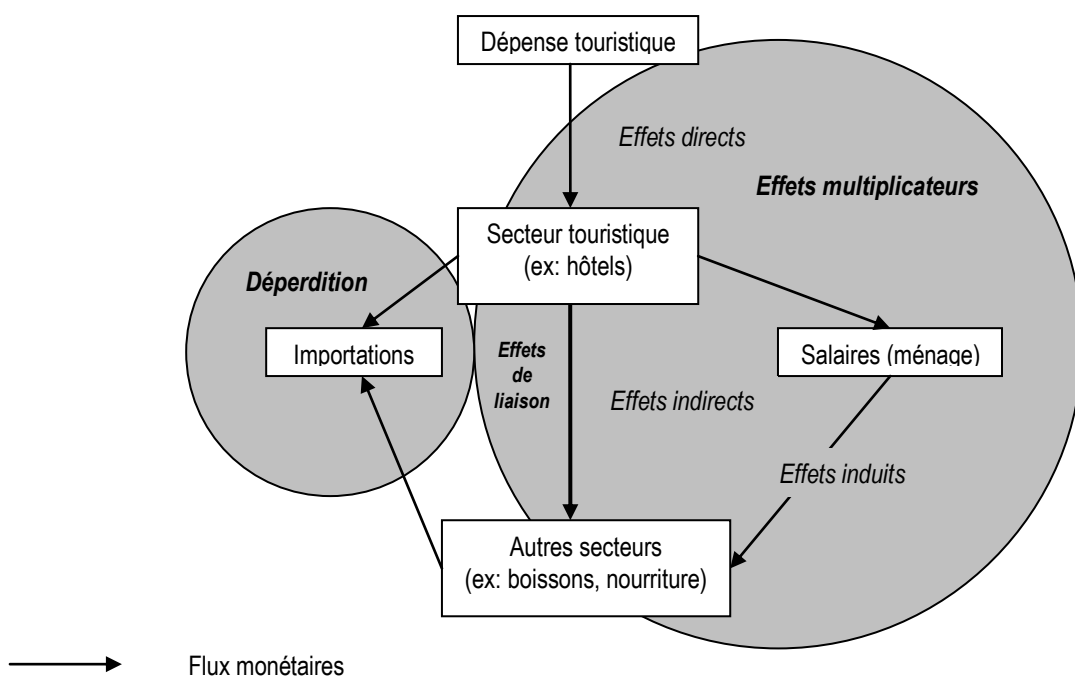 Dépense touristique
Effets directs
Effets multiplicateurs
Secteur touristique
(ex: hôtels)
Déperdition
Importations
Effets
de
liaison
Salaires (ménage)
Effets indirects
Effets induits
Autres secteurs
(ex: boissons, nourriture)
Flux monétaires